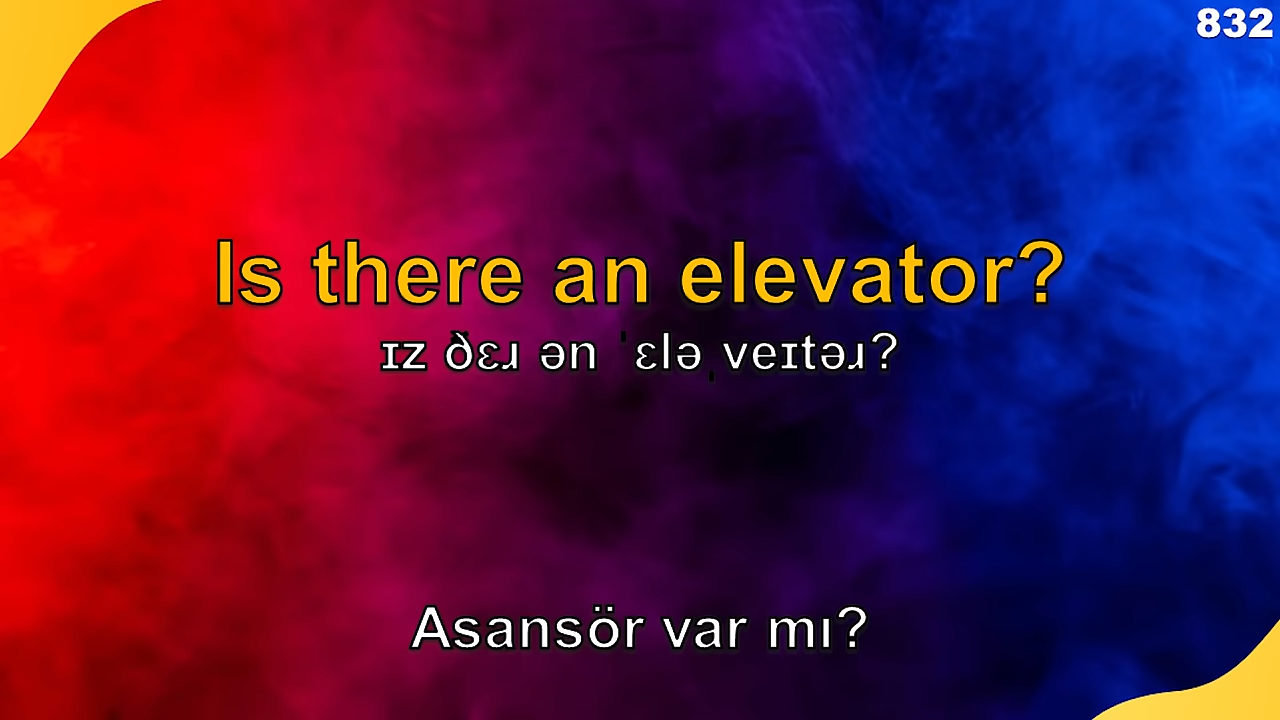 832
Is there an elevator?
ɪz ðɛɹ ən ˈɛləˌveɪtəɹ?
Asansör var mı?